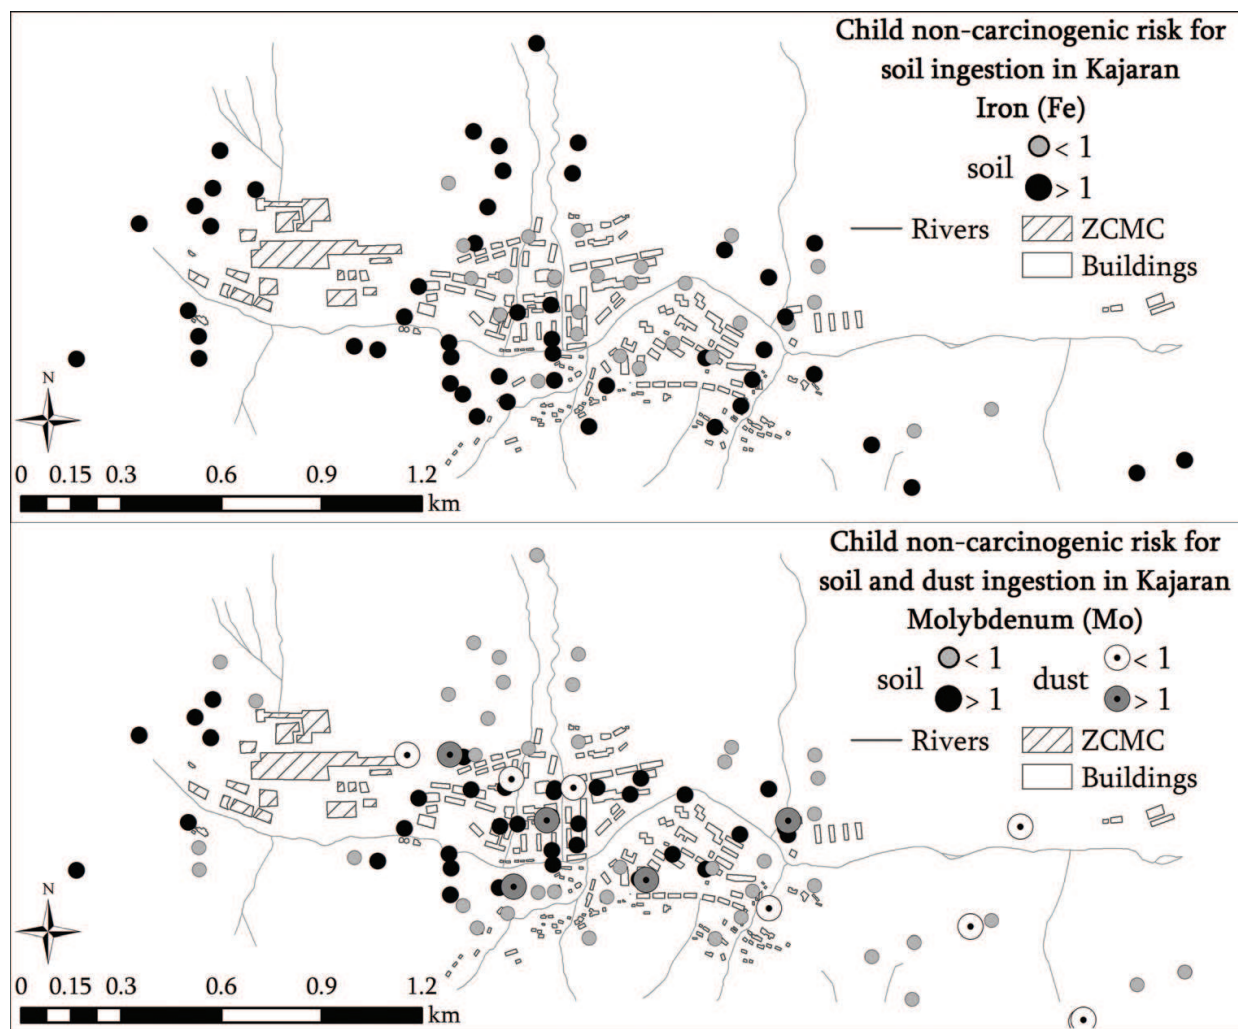 Child non-carcinogenic risk for
soil ingestion in Kajaran
Iron (Fe)
soil
< 1
> 1
Rivers
ZCMC
Buildings
N
0 0.15 0.3 0.6 0.9 1.2
km
Child non-carcinogenic risk for
soil and dust ingestion in Kajaran
Molybdenum (Mo)
soil < 1 dust < 1
> 1 > 1
Rivers
ZCMC
Buildings
N
0 0.15 0.3 0.6 0.9 1.2
km